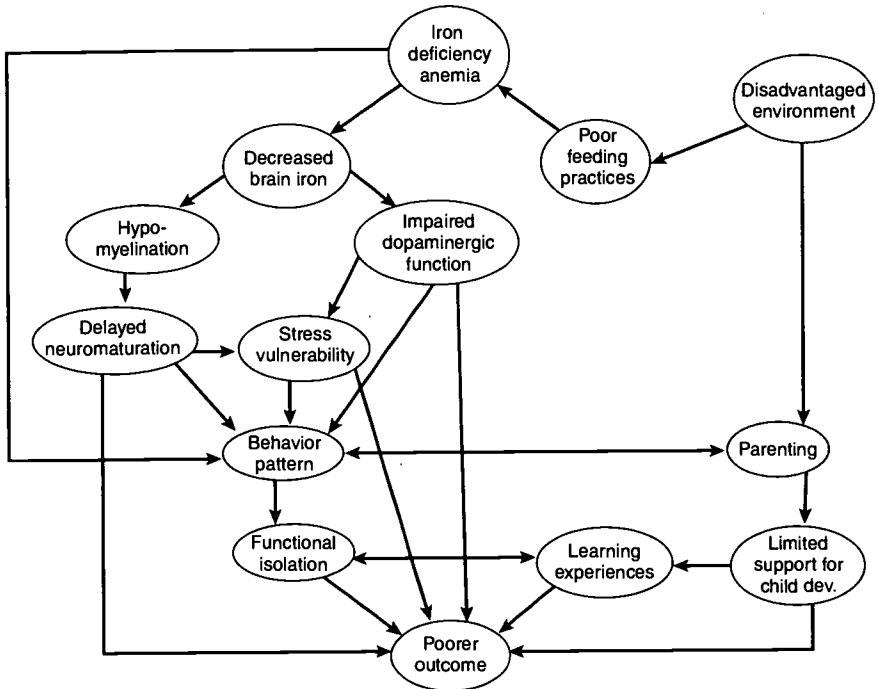 Iron
deficiency
anemia
Disadvantaged
environment
Poor
feeding
practices
Decreased
brain iron
Hypo-
myelination
Impaired
dopaminergic
function
Delayed
neuromaturation
Stress
vulnerability
Behavior
pattern
Parenting
Functional
isolation
Learning
experiences
Limited
support for
child dev.
Poorer
outcome